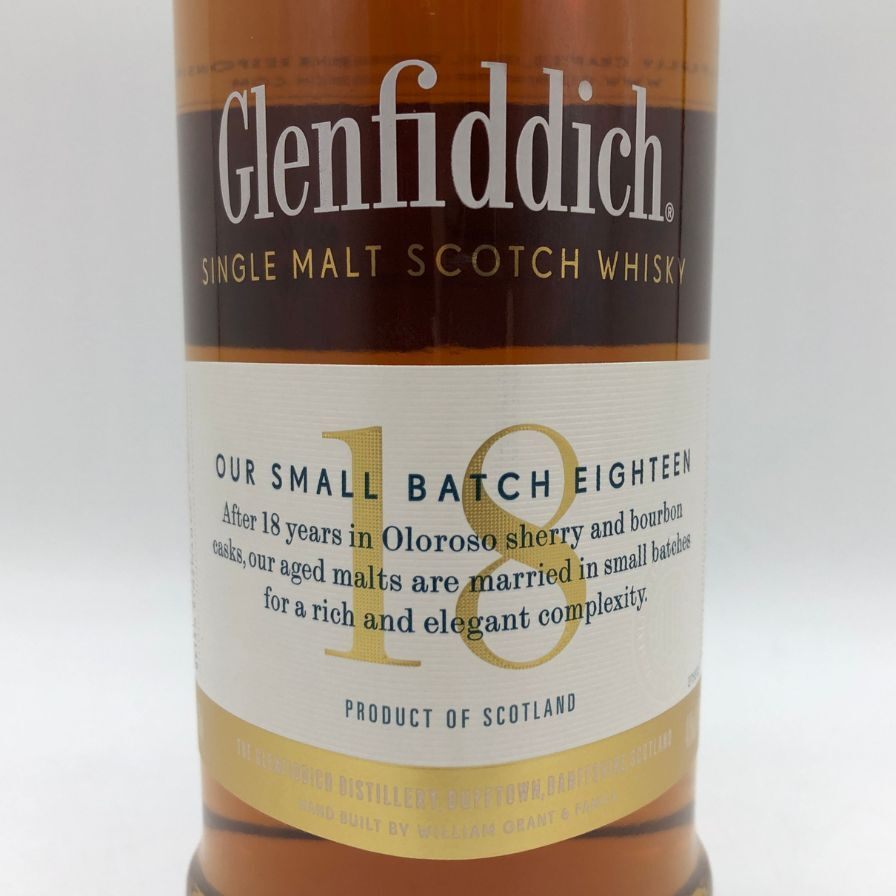 Glenfiddich®
SINGLE MALT SCOTCH WHISKY
18
OUR SMALL BATCH EIGHTEEN
After 18 years in Oloroso sherry and bourbon
casks, our aged malts are married in small batches
for a rich and elegant complexity.
PRODUCT OF SCOTLAND
THE GLENFIDDICH DISTILLERY, DUFFTOWN, BANFFSHIRE, SCOTLAND
HAND BUILT BY WILLIAM GRANT & FAMILY